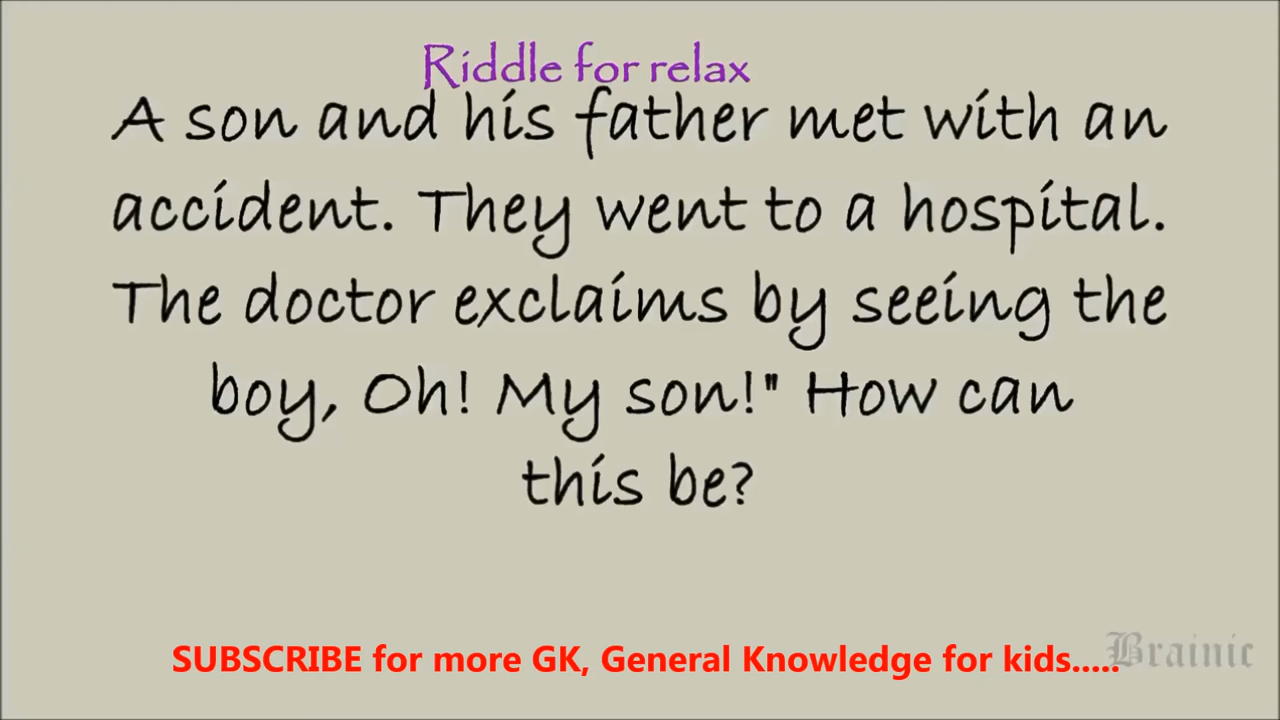 Riddle for relax
A son and his father met with an
accident. They went to a hospital.
The doctor exclaims by seeing the
boy, Oh! My son!" How can
this be?
SUBSCRIBE for more GK, General Knowledge for kids.....
Brainic